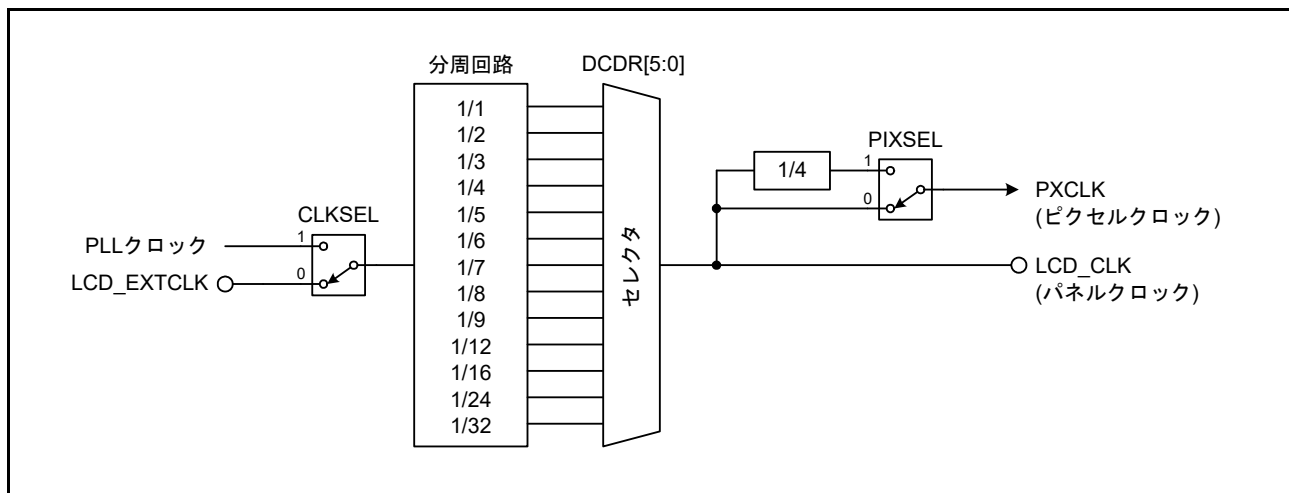 分周回路
DCDR[5:0]
1/1
1/2
1/3
1/4
1/5
1/6
1/7
1/8
1/9
1/12
1/16
1/24
1/32
CLKSEL
PLLクロック
1
LCD_EXTCLK
0
セレクタ
PIXSEL
1/4
1
0
PXCLK
(ピクセルクロック)
LCD_CLK
(パネルクロック)